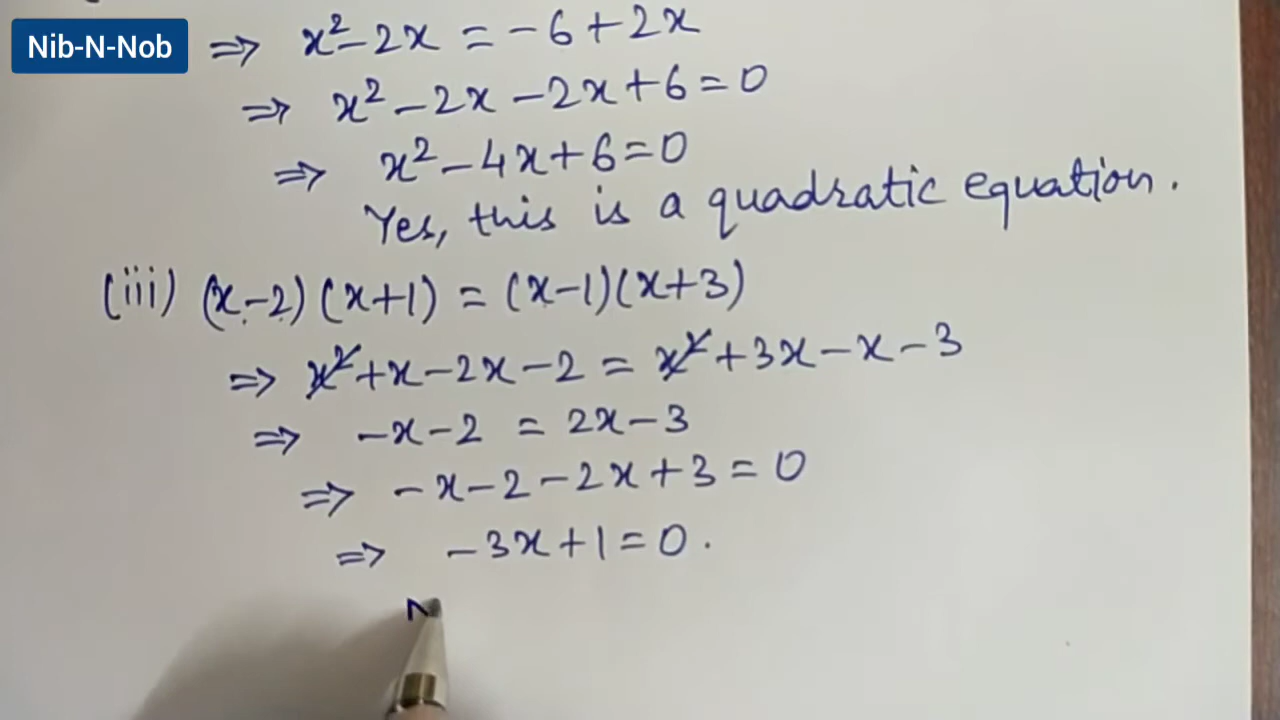 Nib-N-Nob
⇒ x²-2x = -6+2x
⇒ x²-2x-2x+6=0
⇒ x²-4x+6=0
Yes, this is a quadratic equation.
(iii) (x-2)(x+1) = (x-1)(x+3)
⇒ x²+x-2x-2 = x²+3x-x-3
⇒ -x-2 = 2x-3
⇒ -x-2-2x+3=0
⇒ -3x+1=0.
N